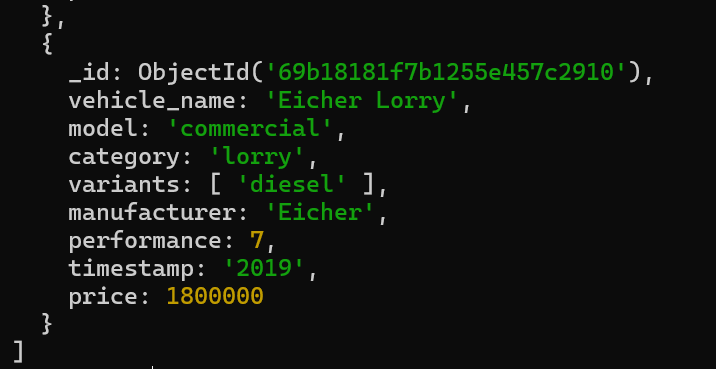 },
{
_id: ObjectId('69b18181f7b1255e457c2910'),
vehicle_name: 'Eicher Lorry',
model: 'commercial',
category: 'lorry',
variants: [ 'diesel' ],
manufacturer: 'Eicher',
performance: 7,
timestamp: '2019',
price: 1800000
}
]